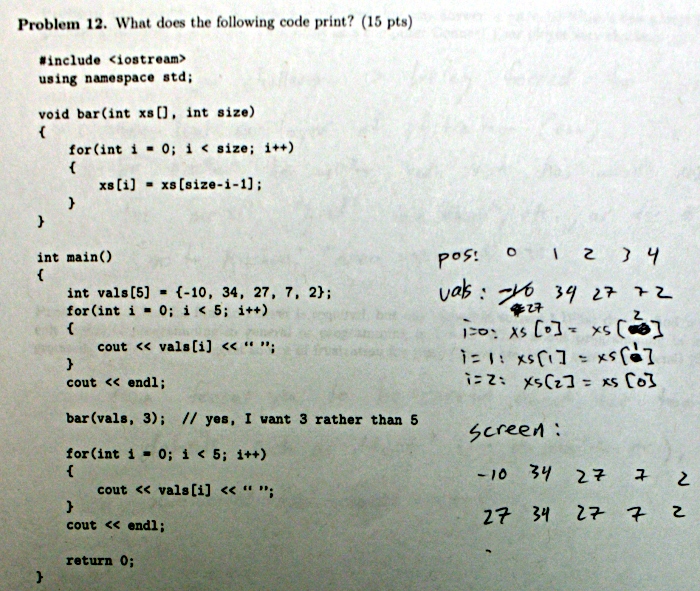 Problem 12. What does the following code print? (15 pts)
#include <iostream>
using namespace std;
void bar(int xs[], int size)
{
for(int i = 0; i < size; i++)
{
xs[i] = xs[size-i-1];
}
}
int main()
{
int vals[5] = {-10, 34, 27, 7, 2};
for(int i = 0; i < 5; i++)
{
cout << vals[i] << " ";
}
cout << endl;
bar(vals, 3); // yes, I want 3 rather than 5
for(int i = 0; i < 5; i++)
{
cout << vals[i] << " ";
}
cout << endl;
return 0;
}
pos: 0 1 2 3 4
vals: -10 34 27 7 2
27
i=0: xs[0] = xs[2]
i=1: xs[1] = xs[1]
i=2: xs[2] = xs[0]
screen:
-10 34 27 7 2
27 34 27 7 2